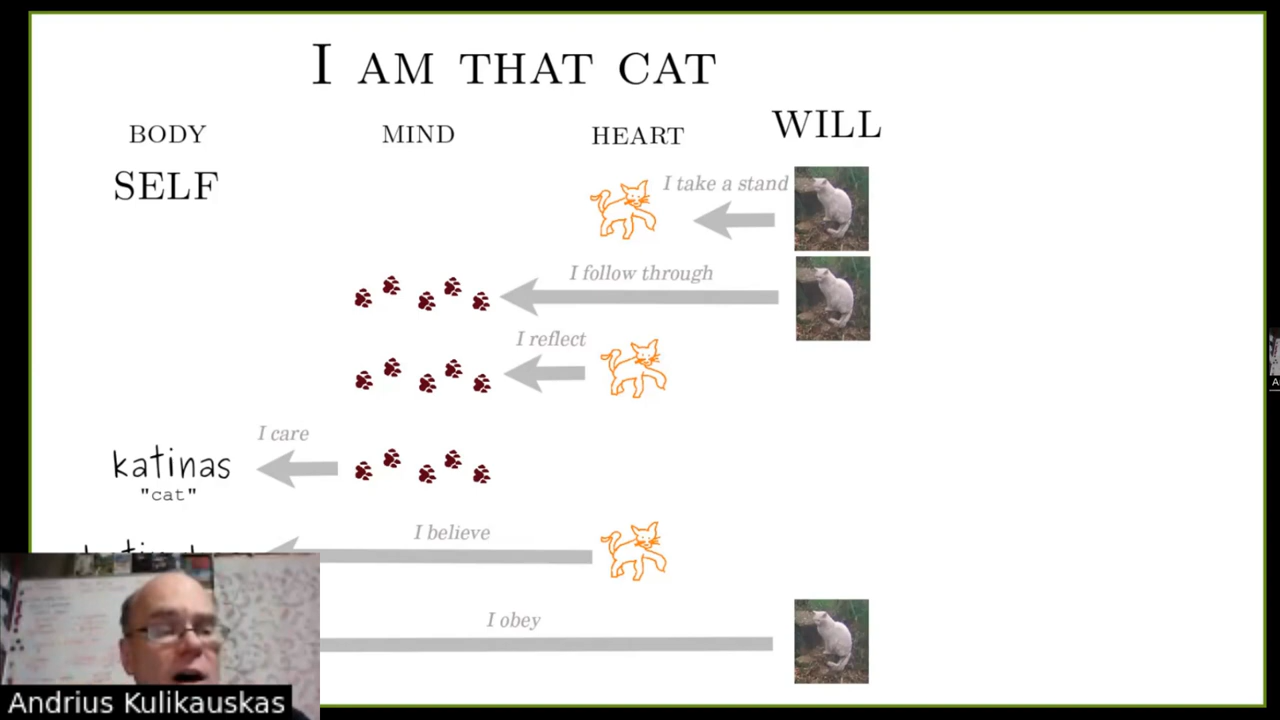 I AM THAT CAT
BODY MIND HEART WILL
SELF
I take a stand
I follow through
I reflect
I care
katinas
"cat"
I believe
I obey
Andrius Kulikauskas